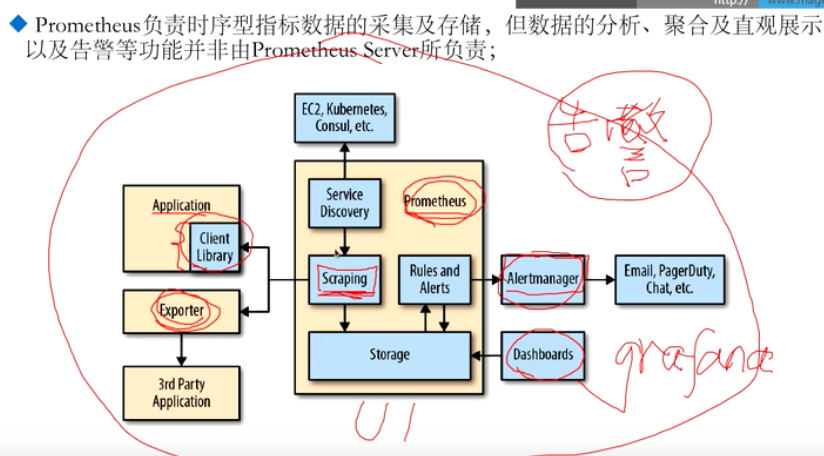 http://
www.mage
Prometheus负责时序型指标数据的采集及存储，但数据的分析、聚合及直观展示
以及告警等功能并非由Prometheus Server所负责；
告警
EC2, Kubernetes,
Consul, etc.
Application
Client
Library
Service
Discovery
Prometheus
Exporter
Scraping
Rules and
Alerts
Alertmanager
Email, PagerDuty,
Chat, etc.
3rd Party
Application
Storage
Dashboards
grafana
UI